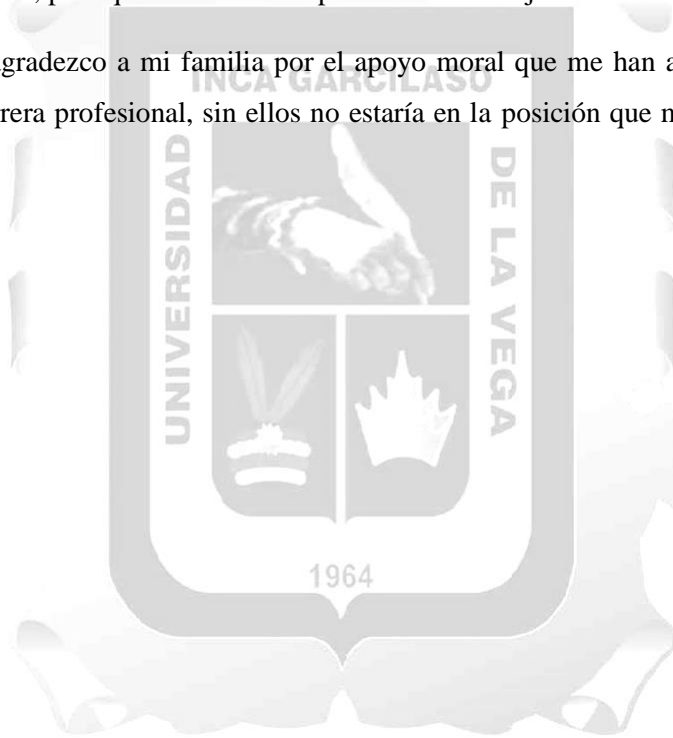 gradezco a mi familia por el apoyo moral que me han a
rrera profesional, sin ellos no estaría en la posición que
INCA GARCILASO
UNIVERSIDAD
DE LA VEGA
1964